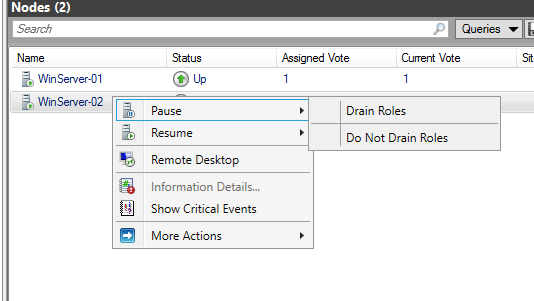 Nodes (2)
Search
Queries
Name Status Assigned Vote Current Vote Sit
WinServer-01 Up 1 1
WinServer-02
Pause
Drain Roles
Resume
Do Not Drain Roles
Remote Desktop
Information Details...
Show Critical Events
More Actions